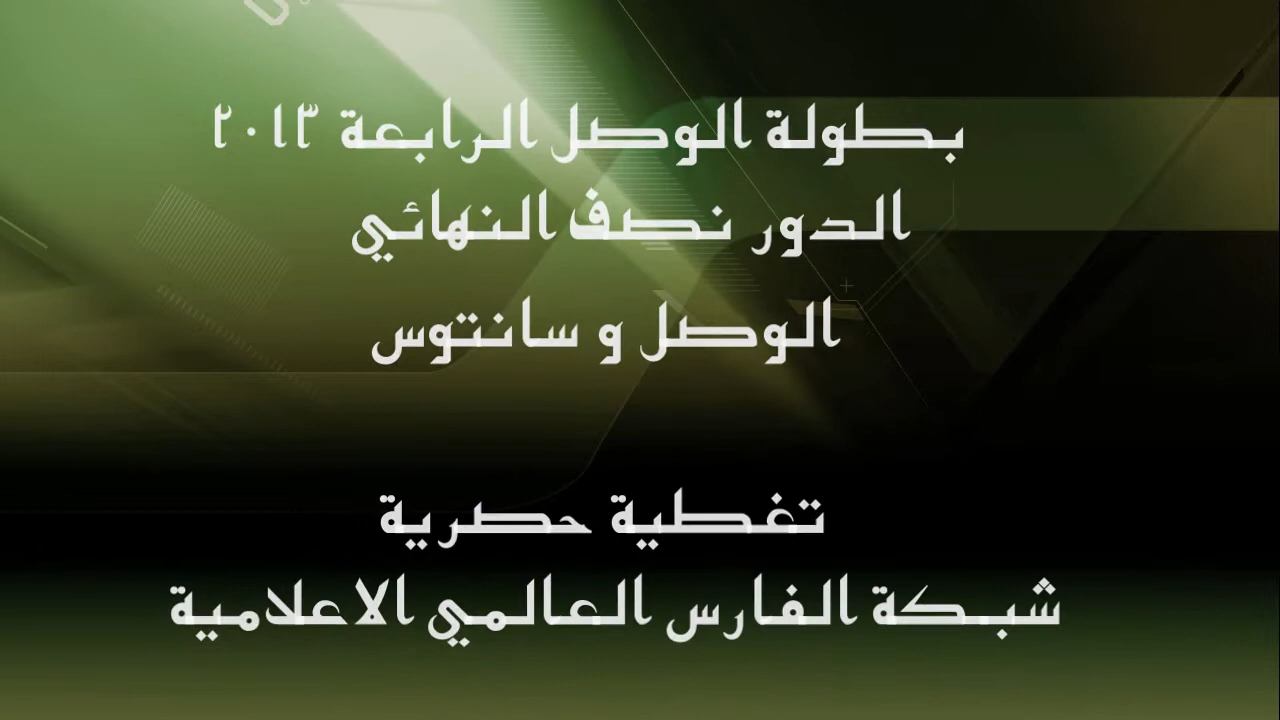 بطولة الوصل الرابعة ٢٠١٣
الدور نصف النهائي
الوصل و سانتوس
تغطية حصرية
شبكة الفارس العالمي الاعلامية